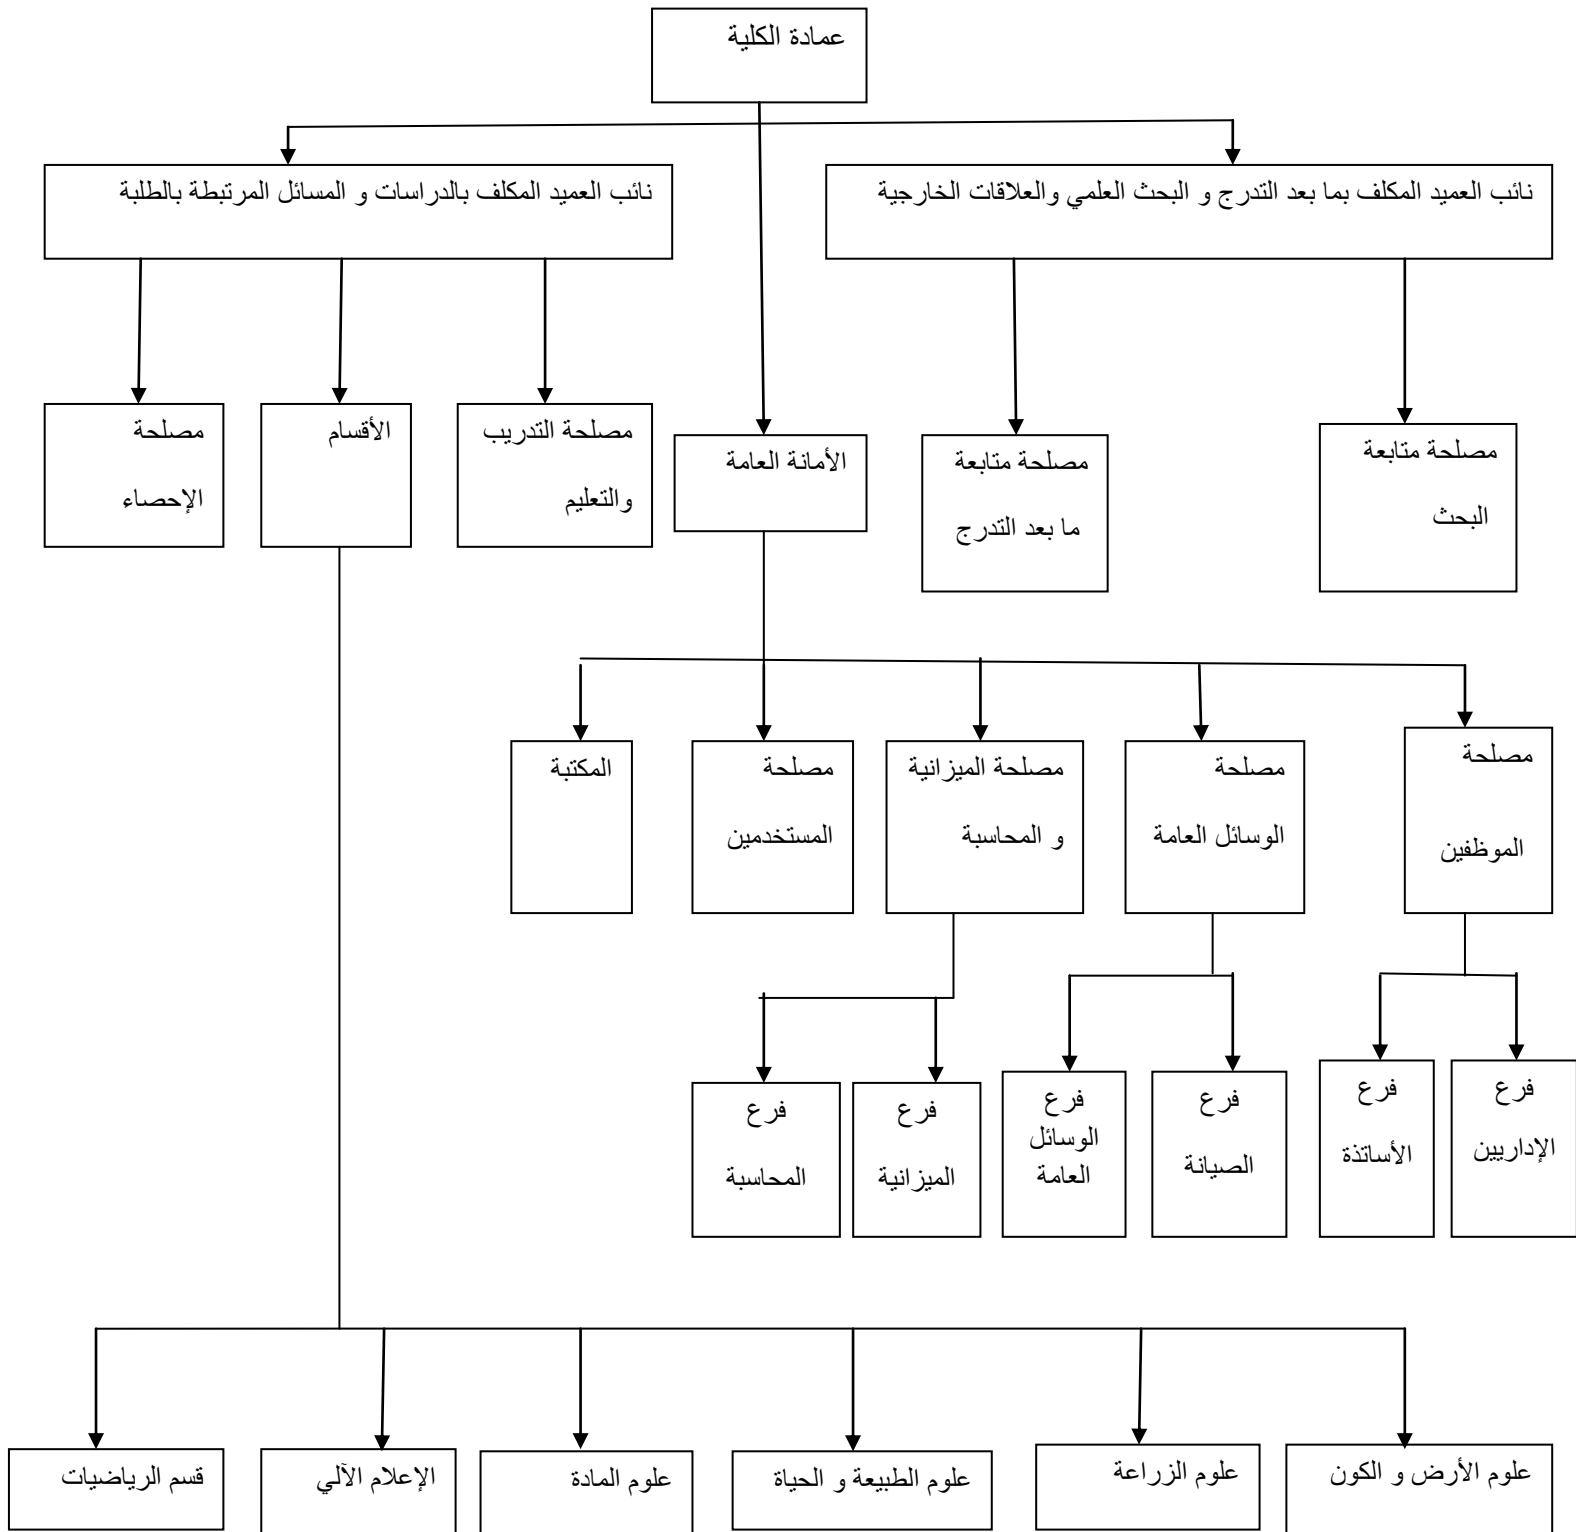 عمادة الكلية
نائب العميد المكلف بما بعد التدرج و البحث العلمي والعلاقات الخارجية
نائب العميد المكلف بالدراسات و المسائل المرتبطة بالطلبة
مصلحة متابعة
البحث
مصلحة متابعة
ما بعد التدرج
الأمانة العامة
مصلحة التدريب
والتعليم
الأقسام
مصلحة
الإحصاء
مصلحة
الموظفين
مصلحة
الوسائل العامة
مصلحة الميزانية
و المحاسبة
مصلحة
المستخدمين
المكتبة
فرع
الإداريين
فرع
الأساتذة
فرع
الصيانة
فرع
الوسائل
العامة
فرع
الميزانية
فرع
المحاسبة
علوم الأرض و الكون
علوم الزراعة
علوم الطبيعة و الحياة
علوم المادة
الإعلام الآلي
قسم الرياضيات